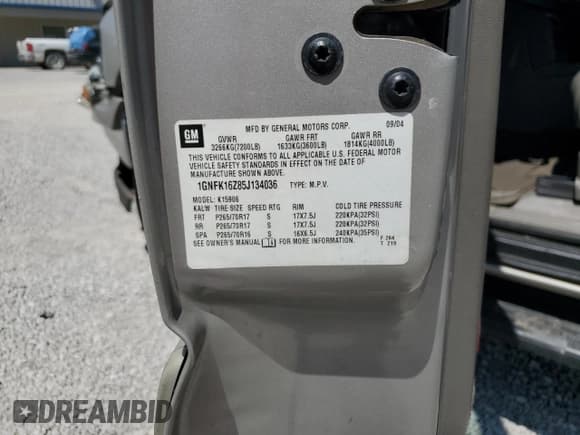 GM
MFD BY GENERAL MOTORS CORP. 09/04
GVWR GAWR FRT GAWR RR
3266KG(7200LB) 1633KG(3600LB) 1814KG(4000LB)
THIS VEHICLE CONFORMS TO ALL APPLICABLE U.S. FEDERAL MOTOR
VEHICLE SAFETY STANDARDS IN EFFECT ON THE DATE OF
MANUFACTURE SHOWN ABOVE.
1GNFK16Z85J134036 TYPE: M.P.V.
MODEL: K15906
KALW TIRE SIZE SPEED RTG RIM COLD TIRE PRESSURE
FRT P265/70R17 S 17X7.5J 220KPA(32PSI)
RR P265/70R17 S 17X7.5J 220KPA(32PSI)
SPA P265/70R16 S 16X6.5J 240KPA(35PSI)
SEE OWNER'S MANUAL FOR MORE INFORMATION. F 264
T 219
DREAMBID